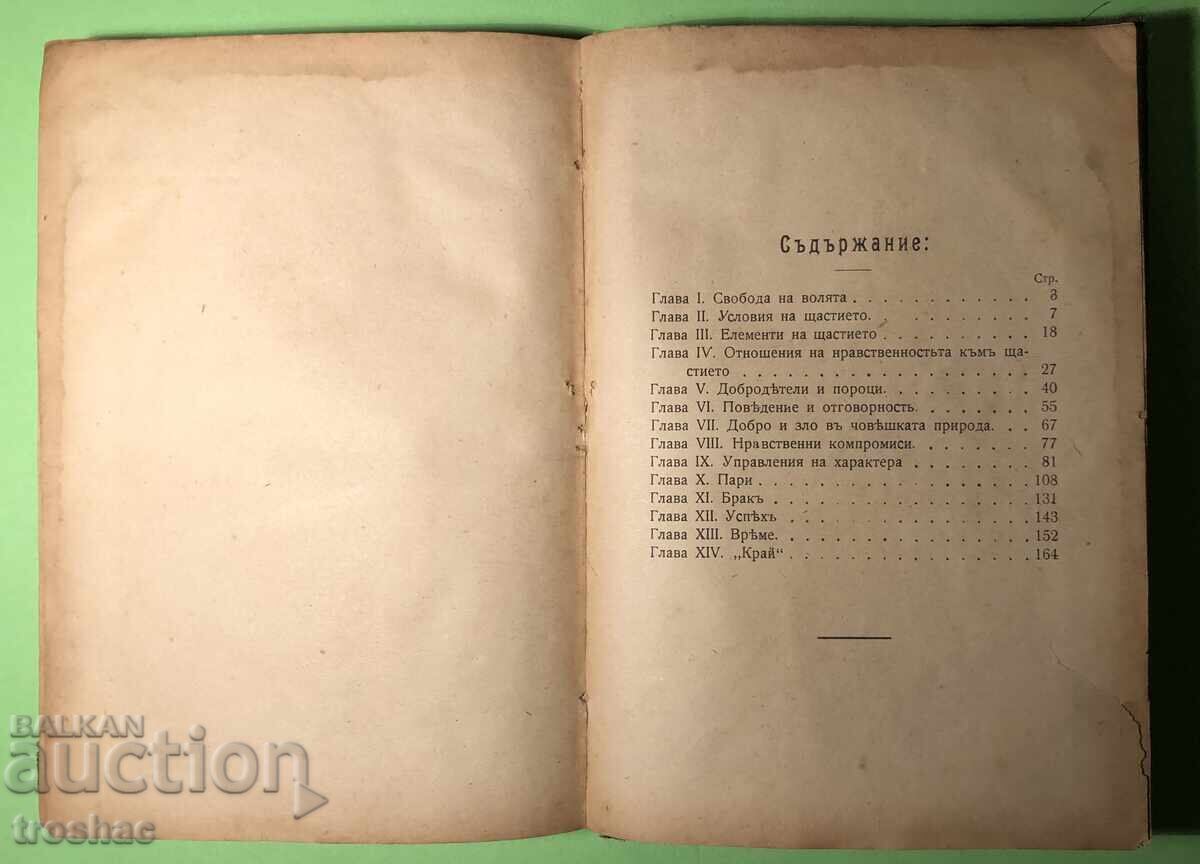 Съдържание:
Стр.
Глава I. Свобода на волята . . . . . . . . . . . . 3
Глава II. Условия на щастието. . . . . . . . . . 7
Глава III. Елементи на щастието . . . . . . . . . . 18
Глава IV. Отношения на нравственностьта къмъ ща-
стието . . . . . . . . . . . . . . . . . . 27
Глава V. Добродѣтели и пороци. . . . . . . . . . 40
Глава VI. Поведение и отговорность. . . . . . . . 55
Глава VII. Добро и зло въ човѣшката природа. . . 67
Глава VIII. Нравственни компромиси. . . . . . . . 77
Глава IX. Управления на характера . . . . . . . . 81
Глава X. Пари . . . . . . . . . . . . . . . . . 108
Глава XI. Бракъ . . . . . . . . . . . . . . . . 131
Глава XII. Успѣхъ . . . . . . . . . . . . . . . 143
Глава XIII. Врѣме. . . . . . . . . . . . . . . . 152
Глава XIV. „Край“ . . . . . . . . . . . . . . . 164
BALKAN
auction
troshac